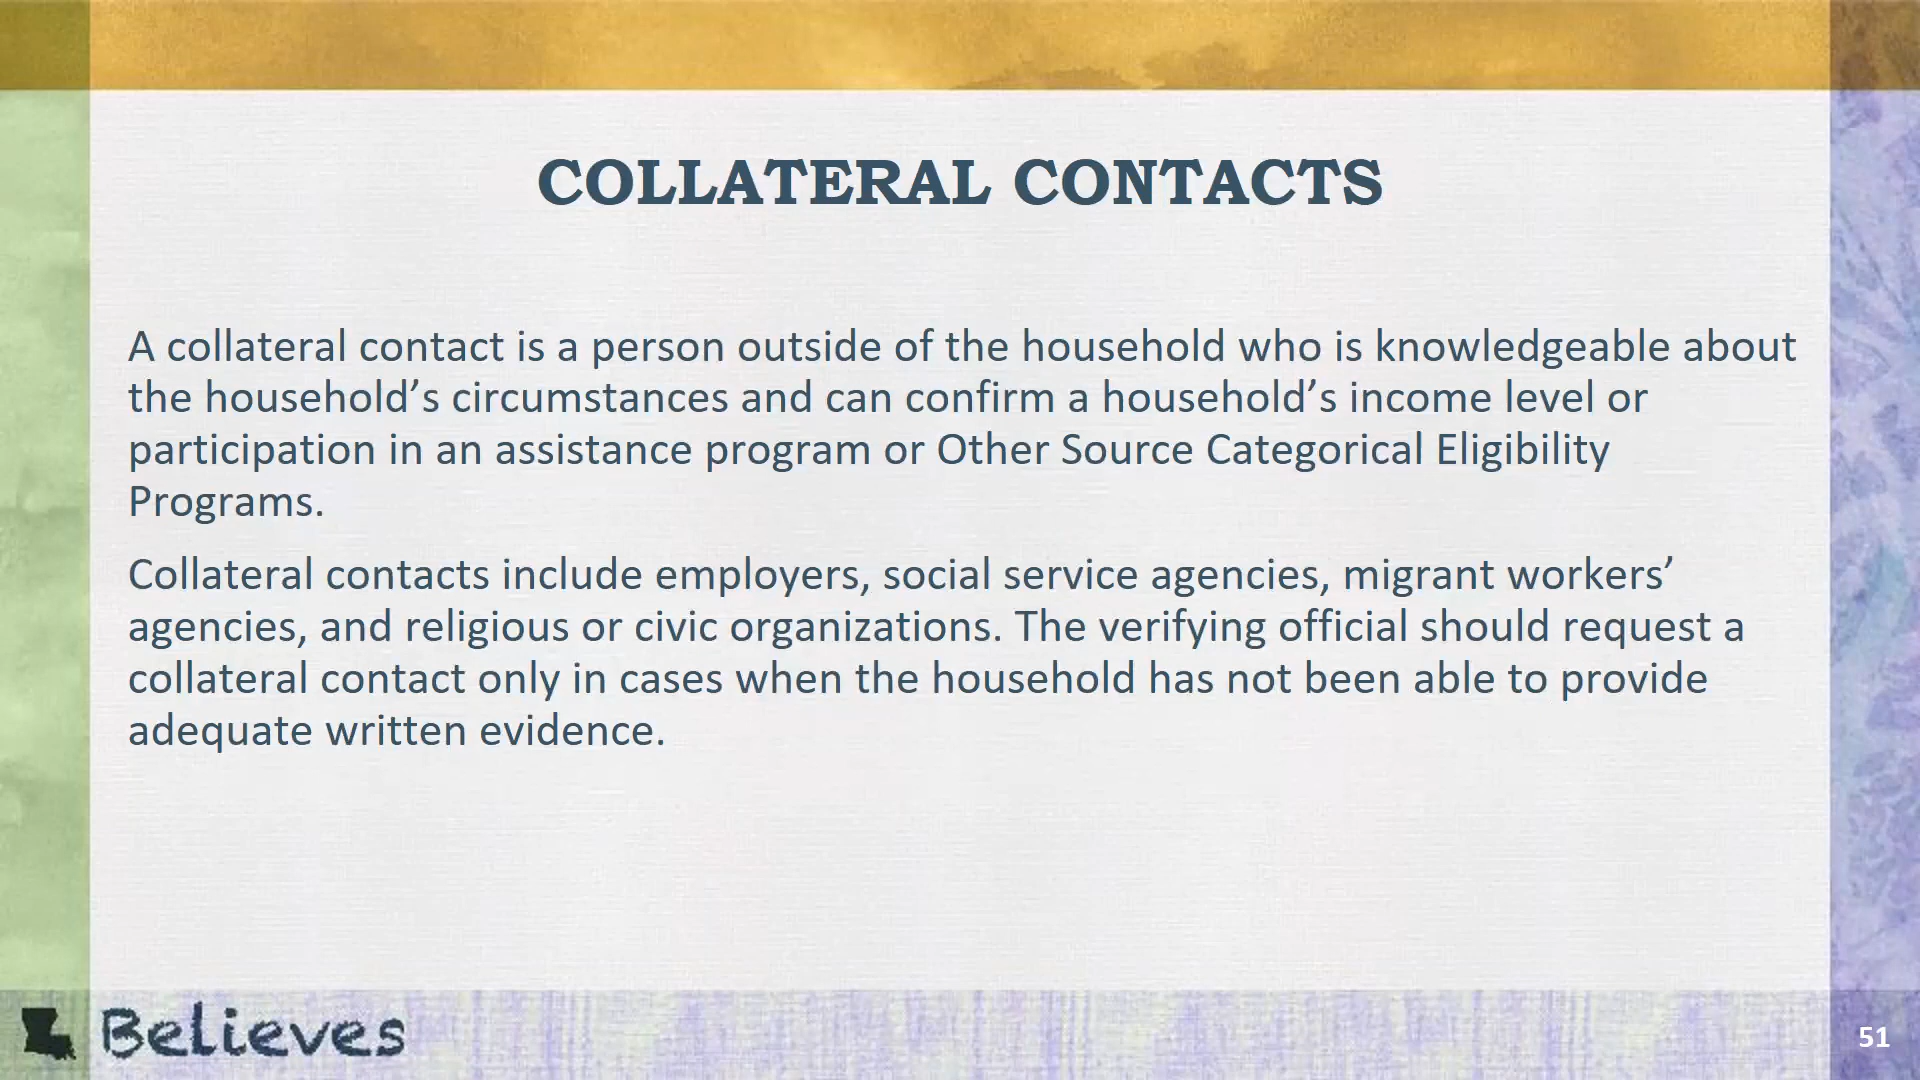 COLLATERAL CONTACTS
A collateral contact is a person outside of the household who is knowledgeable about
the household’s circumstances and can confirm a household’s income level or
participation in an assistance program or Other Source Categorical Eligibility
Programs.
Collateral contacts include employers, social service agencies, migrant workers’
agencies, and religious or civic organizations. The verifying official should request a
collateral contact only in cases when the household has not been able to provide
adequate written evidence.
Believes
51